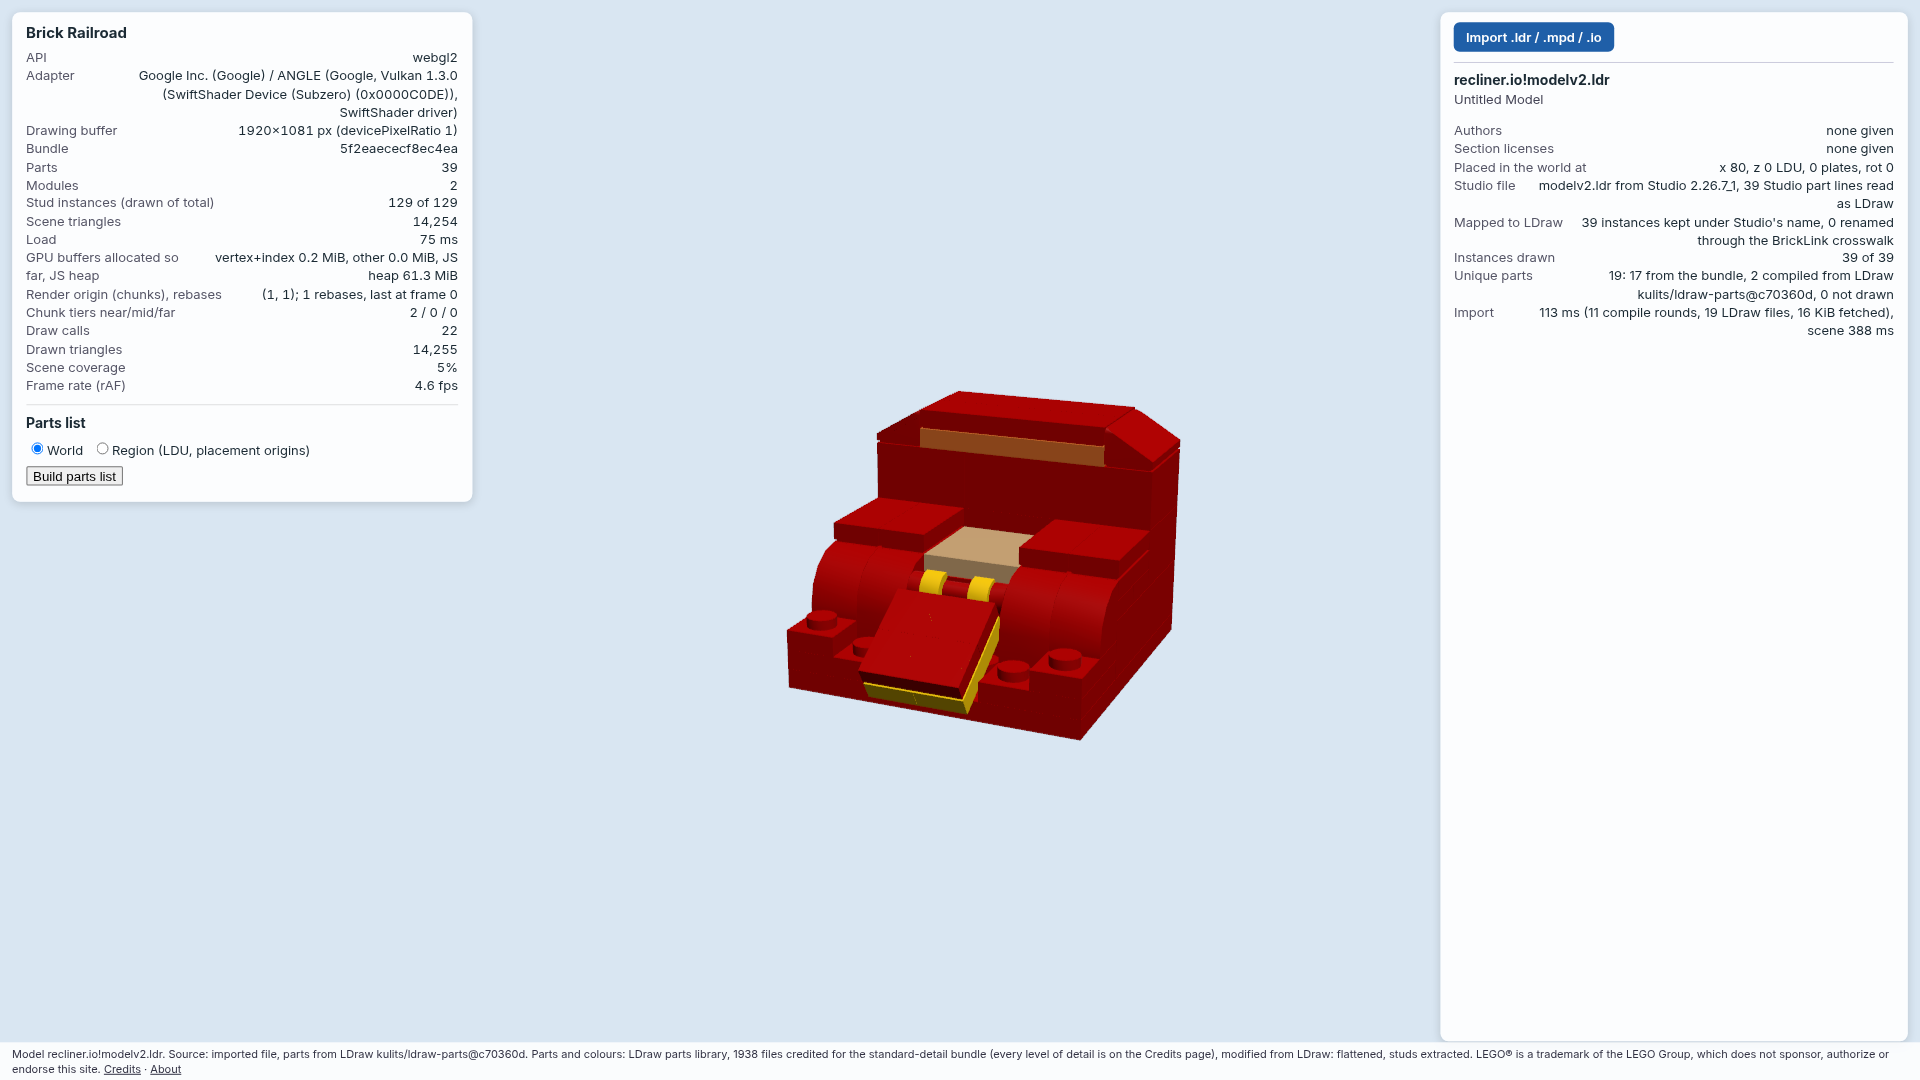 Brick Railroad
API webgl2
Adapter Google Inc. (Google) / ANGLE (Google, Vulkan 1.3.0
(SwiftShader Device (Subzero) (0x0000C0DE)),
SwiftShader driver)
Drawing buffer 1920×1081 px (devicePixelRatio 1)
Bundle 5f2eaececf8ec4ea
Parts 39
Modules 2
Stud instances (drawn of total) 129 of 129
Scene triangles 14,254
Load 75 ms
GPU buffers allocated so vertex+index 0.2 MiB, other 0.0 MiB, JS
far, JS heap heap 61.3 MiB
Render origin (chunks), rebases (1, 1); 1 rebases, last at frame 0
Chunk tiers near/mid/far 2 / 0 / 0
Draw calls 22
Drawn triangles 14,255
Scene coverage 5%
Frame rate (rAF) 4.6 fps
Parts list
World Region (LDU, placement origins)
Build parts list
Import .ldr / .mpd / .io
recliner.io!modelv2.ldr
Untitled Model
Authors none given
Section licenses none given
Placed in the world at x 80, z 0 LDU, 0 plates, rot 0
Studio file modelv2.ldr from Studio 2.26.7_1, 39 Studio part lines read
as LDraw
Mapped to LDraw 39 instances kept under Studio's name, 0 renamed
through the BrickLink crosswalk
Instances drawn 39 of 39
Unique parts 19: 17 from the bundle, 2 compiled from LDraw
kulits/ldraw-parts@c70360d, 0 not drawn
Import 113 ms (11 compile rounds, 19 LDraw files, 16 KiB fetched),
scene 388 ms
Model recliner.io!modelv2.ldr. Source: imported file, parts from LDraw kulits/ldraw-parts@c70360d. Parts and colours: LDraw parts library, 1938 files credited for the standard-detail bundle (every level of detail is on the Credits page), modified from LDraw: flattened, studs extracted. LEGO® is a trademark of the LEGO Group, which does not sponsor, authorize or
endorse this site. Credits · About